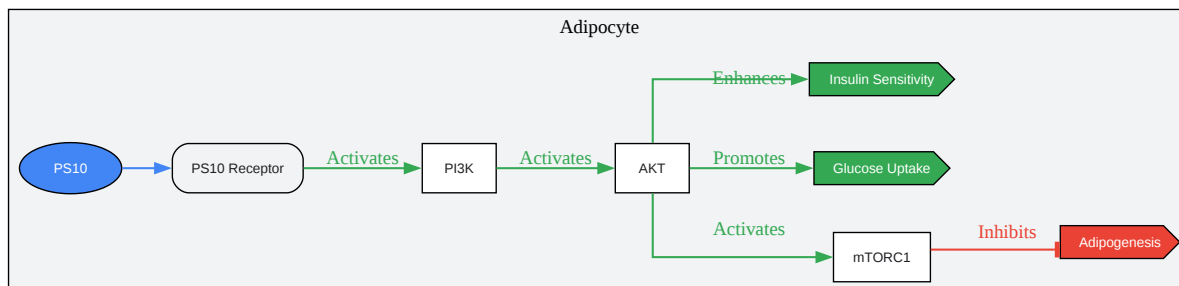 Adipocyte
Enhances
Insulin Sensitivity
PS10
PS10 Receptor
Activates
PI3K
Activates
AKT
Promotes
Glucose Uptake
Activates
mTORC1
Inhibits
Adipogenesis